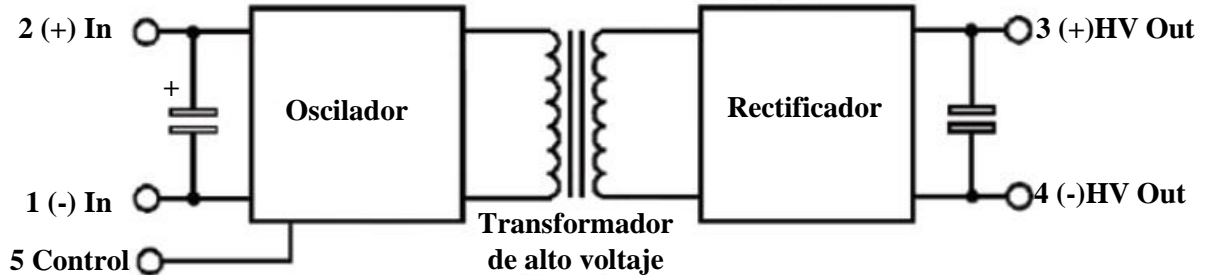 2 (+) In
3 (+)HV Out
+
Oscilador
Rectificador
1 (-) In
4 (-)HV Out
Transformador
de alto voltaje
5 Control